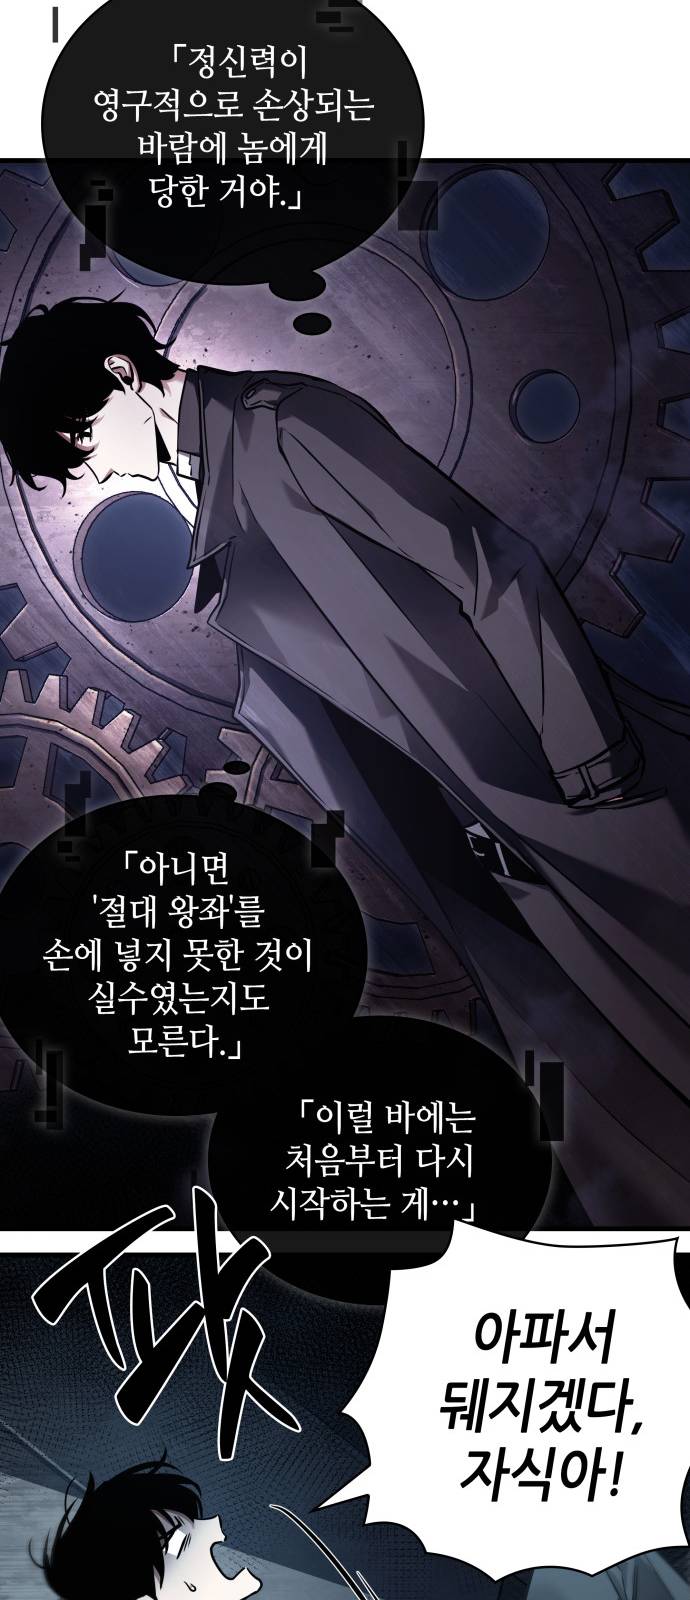 「정신력이
영구적으로 손상되는
바람에 놈에게
당한 거야.」
「아니면
'절대 왕좌'를
손에 넣지 못한 것이
실수였는지도
모른다.」
「이럴 바에는
처음부터 다시
시작하는 게…」
아파서
뒈지겠다,
자식아!